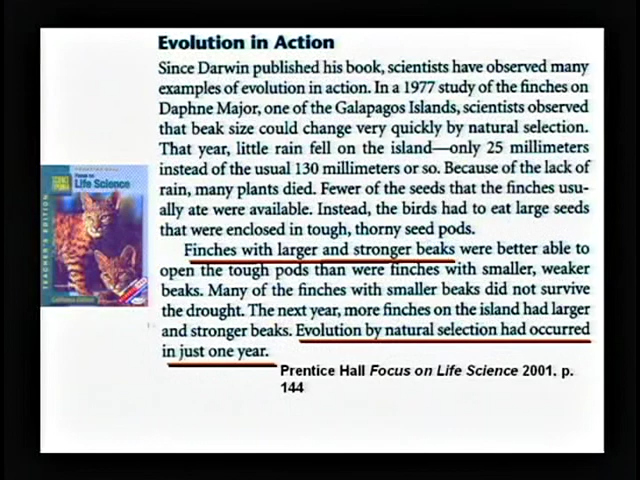 Evolution in Action
Since Darwin published his book, scientists have observed many
examples of evolution in action. In a 1977 study of the finches on
Daphne Major, one of the Galapagos Islands, scientists observed
that beak size could change very quickly by natural selection.
That year, little rain fell on the island—only 25 millimeters
instead of the usual 130 millimeters or so. Because of the lack of
rain, many plants died. Fewer of the seeds that the finches usu-
ally ate were available. Instead, the birds had to eat large seeds
that were enclosed in tough, thorny seed pods.
Finches with larger and stronger beaks were better able to
open the tough pods than were finches with smaller, weaker
beaks. Many of the finches with smaller beaks did not survive
the drought. The next year, more finches on the island had larger
and stronger beaks. Evolution by natural selection had occurred
in just one year.
Prentice Hall Focus on Life Science 2001. p.
144
Life Science
TEACHER'S EDITION
California Edition